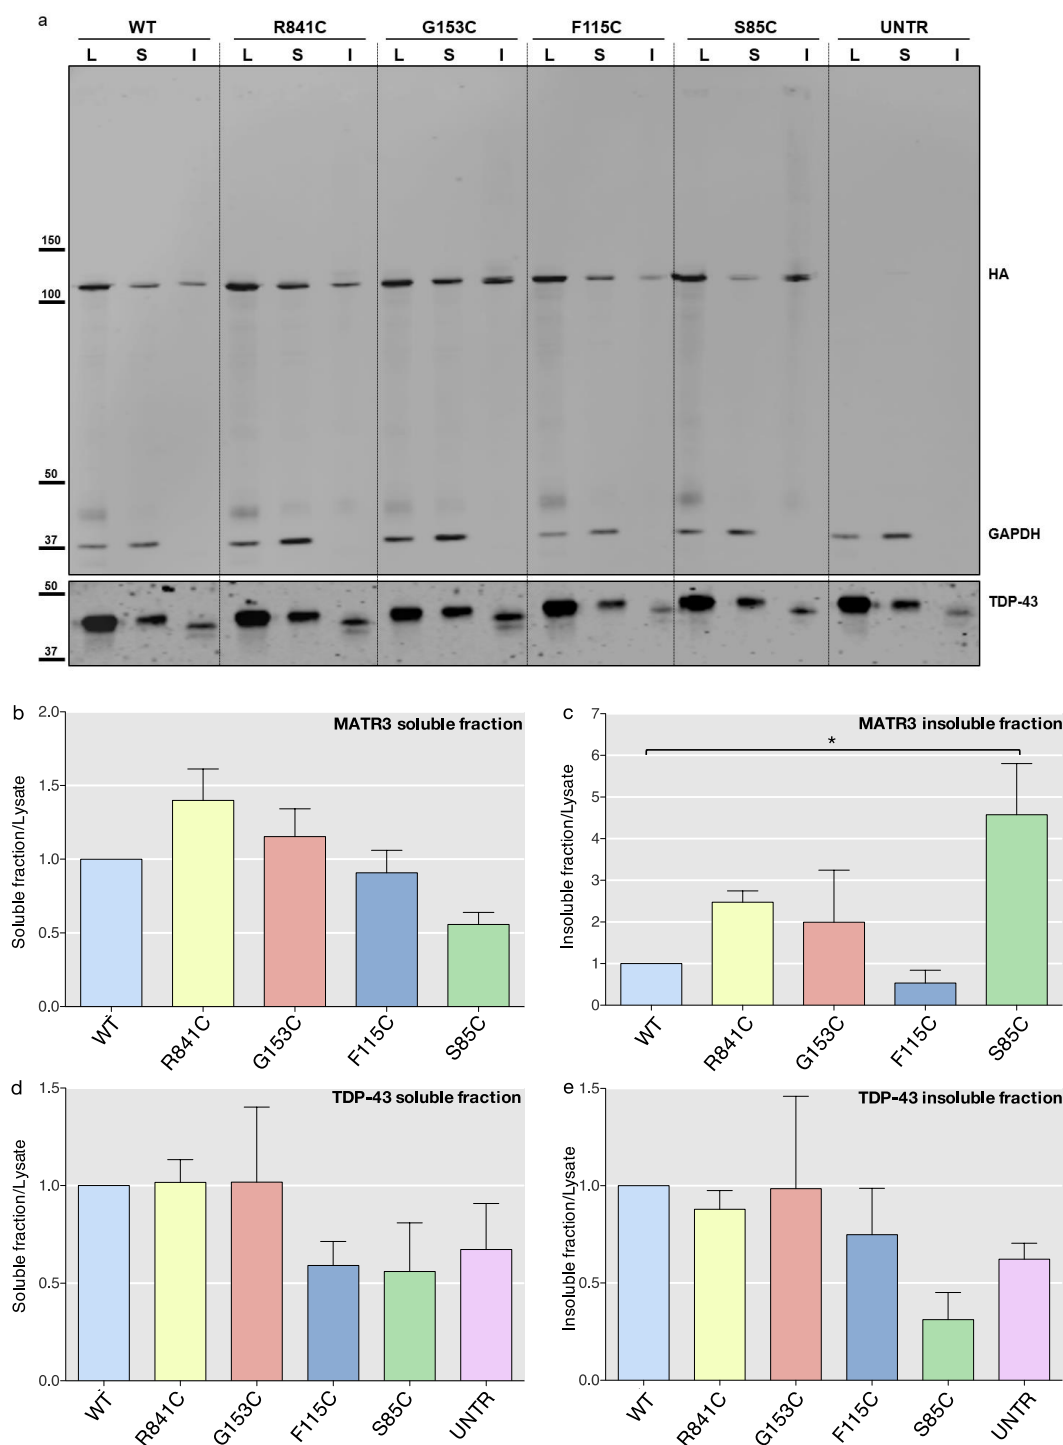 a
WT R841C G153C F115C S85C UNTR
L S I L S I L S I L S I L S I L S I
150
HA
100
50
GAPDH
37
50
TDP-43
37
b
MATR3 soluble fraction
2.0
1.5
1.0
0.5
0.0
Soluble fraction/Lysate
WT R841C G153C F115C S85C
c
MATR3 insoluble fraction
7
6
5
4
3
2
1
0
*
Insoluble fraction/Lysate
WT R841C G153C F115C S85C
d
TDP-43 soluble fraction
1.5
1.0
0.5
0.0
Soluble fraction/Lysate
WT R841C G153C F115C S85C UNTR
e
TDP-43 insoluble fraction
1.5
1.0
0.5
0.0
Insoluble fraction/Lysate
WT R841C G153C F115C S85C UNTR